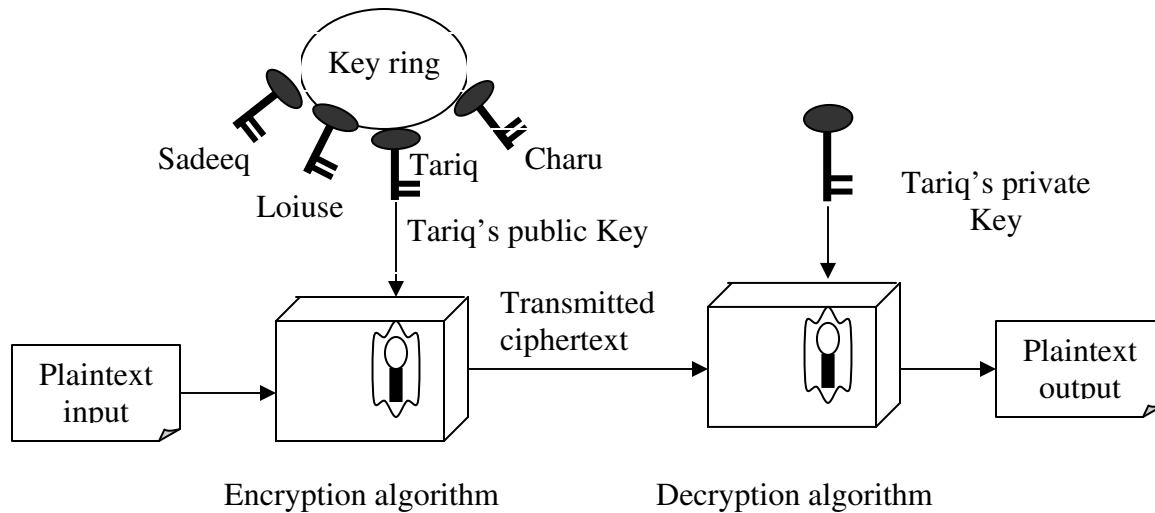 Key ring
Sadeeq
Loiuse
Tariq
Charu
Tariq's public Key
Tariq's private
Key
Transmitted
ciphertext
Plaintext
input
Plaintext
output
Encryption algorithm
Decryption algorithm